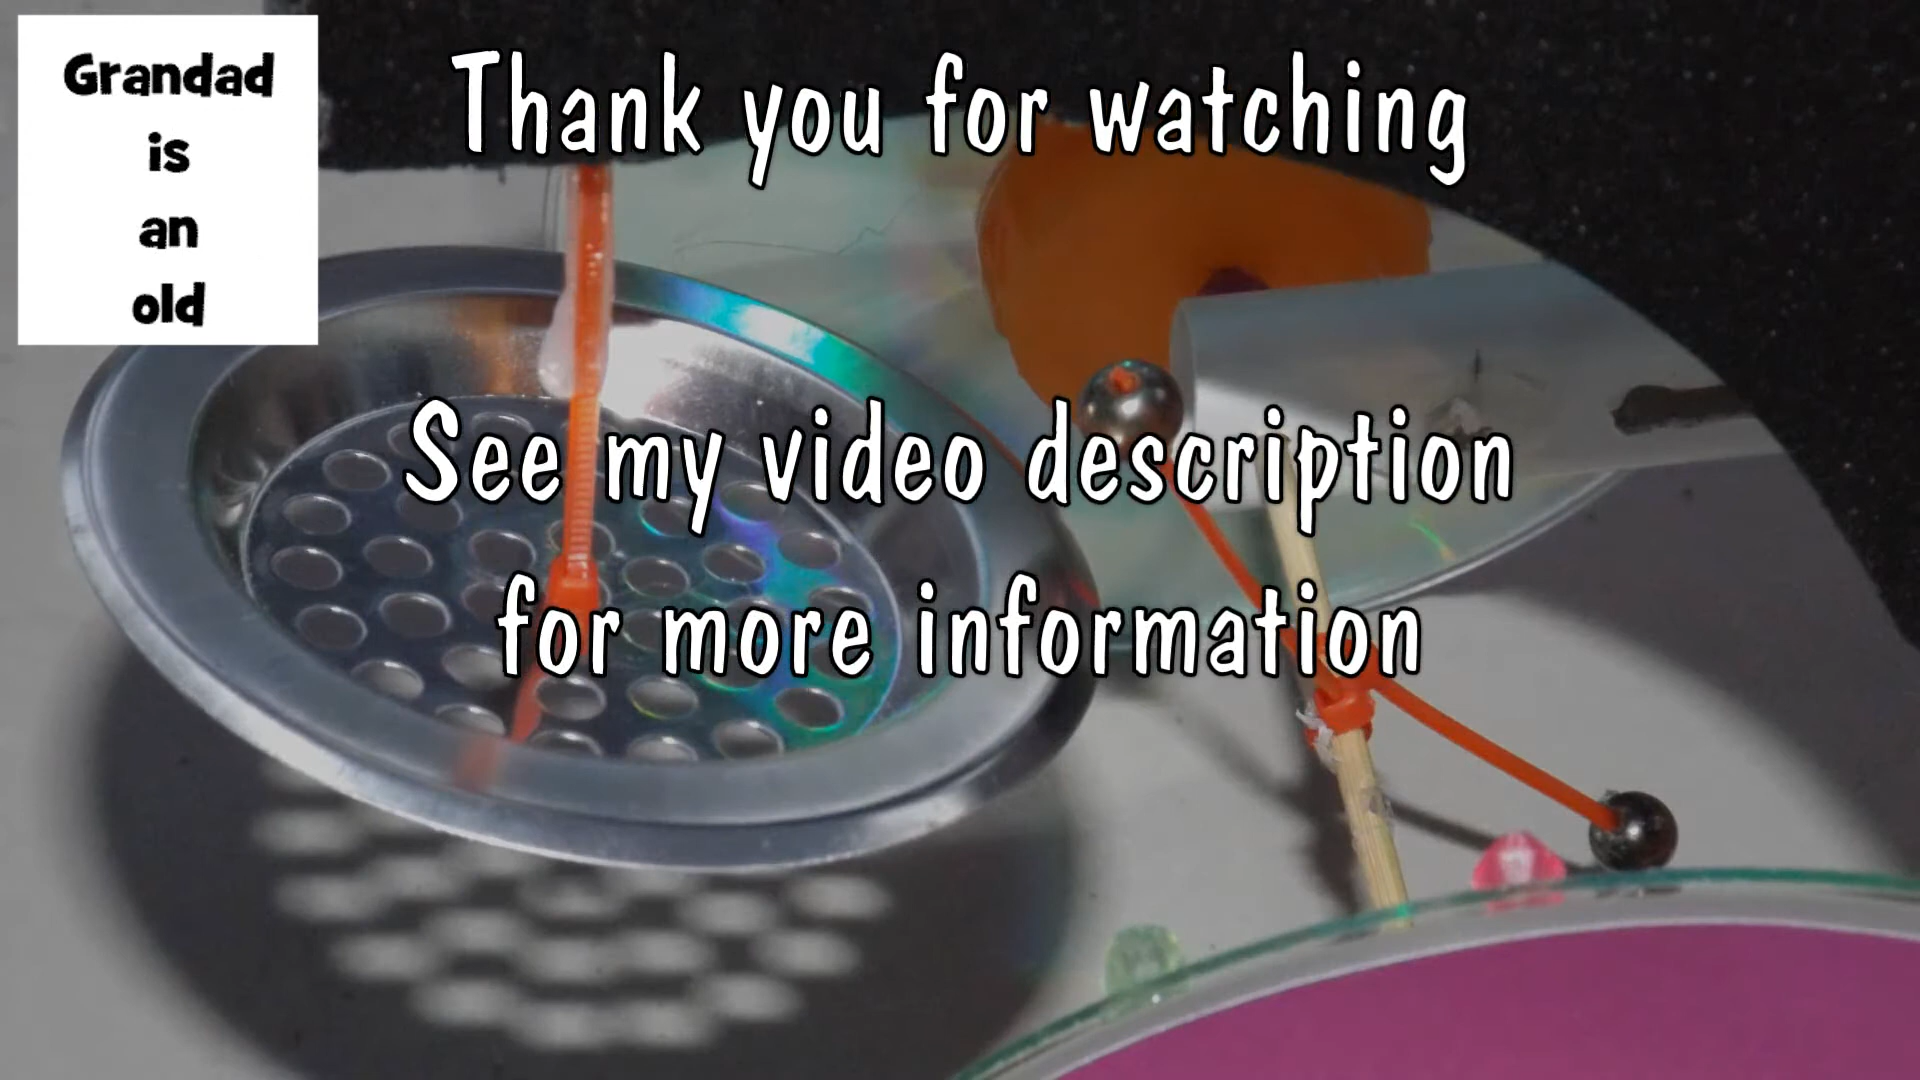 Grandad
is
an
old
Thank you for watching
See my video description
for more information